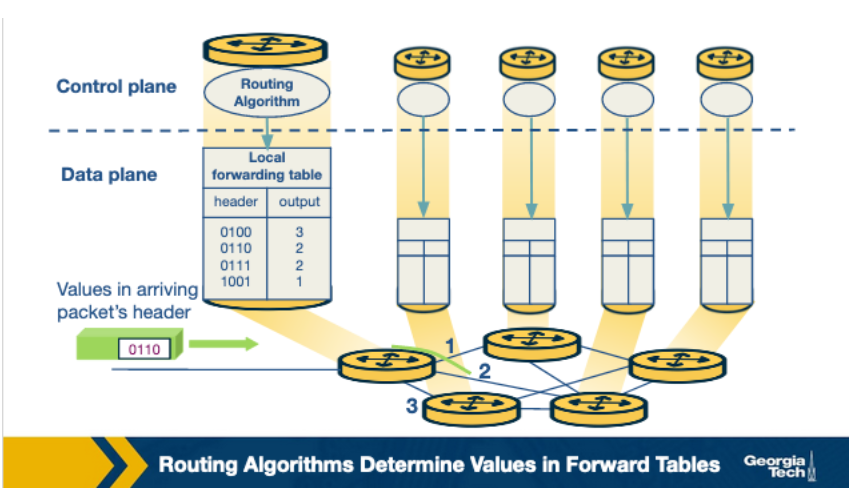 Control plane
Routing
Algorithm
Data plane
Local
forwarding table
header output
0100 3
0110 2
0111 2
1001 1
Values in arriving
packet's header
0110
1
2
3
Routing Algorithms Determine Values in Forward Tables
Georgia
Tech